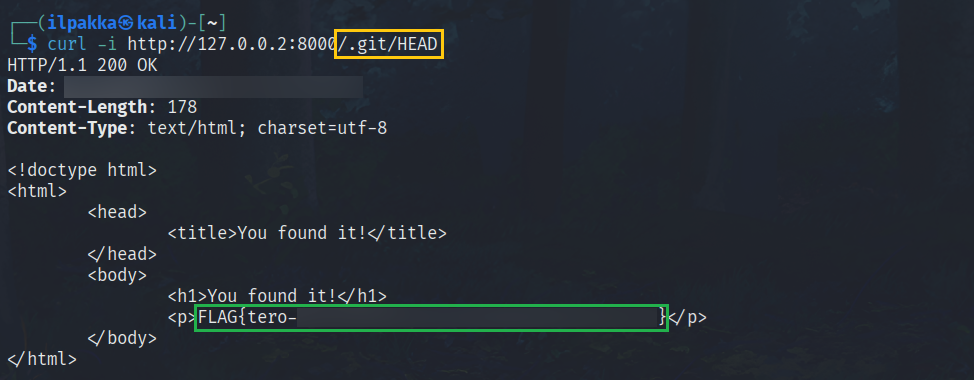 ┌──(ilpakka㉿kali)-[~]
└─$ curl -i http://127.0.0.2:8000/.git/HEAD
HTTP/1.1 200 OK
Date:
Content-Length: 178
Content-Type: text/html; charset=utf-8
<!doctype html>
<html>
<head>
<title>You found it!</title>
</head>
<body>
<h1>You found it!</h1>
<p>FLAG{tero- }</p>
</body>
</html>